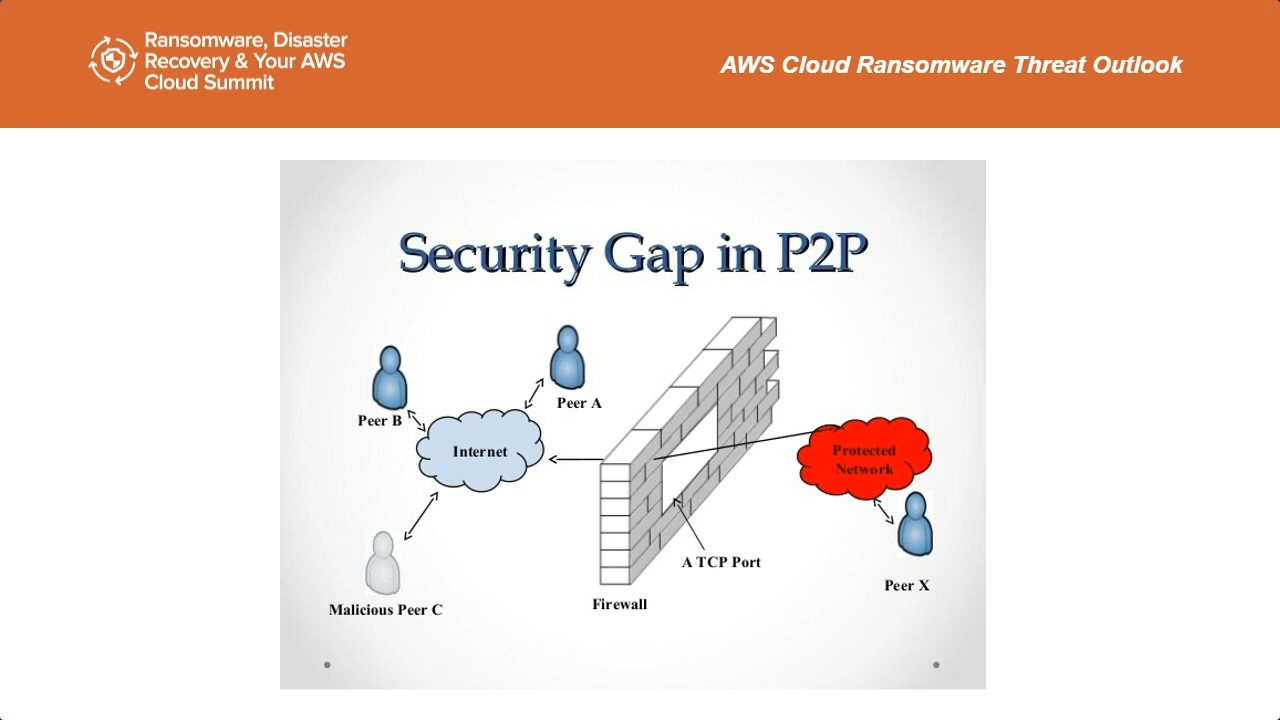 Ransomware, Disaster
Recovery & Your AWS
Cloud Summit
AWS Cloud Ransomware Threat Outlook
Security Gap in P2P
Peer A
Peer B
Internet
Protected
Network
A TCP Port
Peer X
Firewall
Malicious Peer C